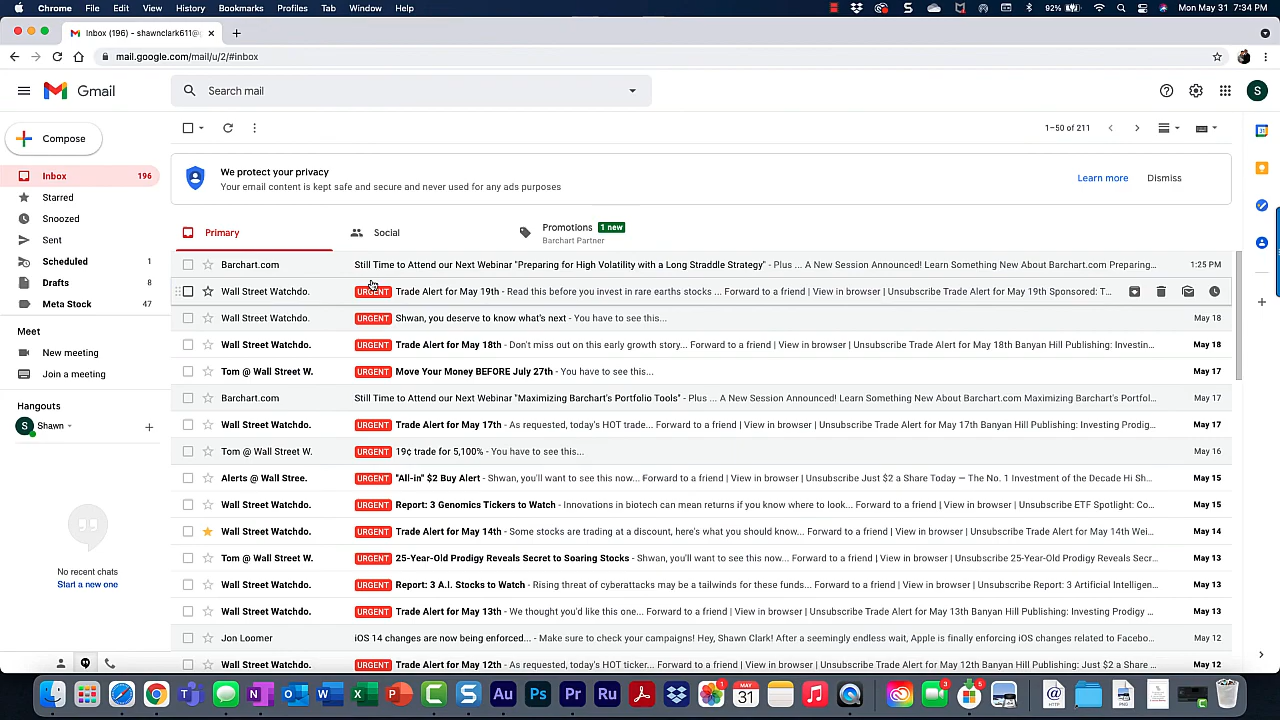 Chrome File Edit View History Bookmarks Profiles Tab Window Help 92% Mon May 31 7:34 PM
Inbox (196) - shawnclark611@
mail.google.com/mail/u/2/#inbox
Gmail Search mail S
Compose 1–50 of 211
We protect your privacy
Your email content is kept safe and secure and never used for any ads purposes
Learn more Dismiss
Inbox 196
Starred
Snoozed
Sent
Scheduled 1
Drafts 8
Meta Stock 47
Meet
New meeting
Join a meeting
Hangouts
S Shawn
No recent chats
Start a new one
Primary Social Promotions 1 new
Barchart Partner
Barchart.com Still Time to Attend our Next Webinar "Preparing for High Volatility with a Long Straddle Strategy" - Plus ... A New Session Announced! Learn Something New About Barchart.com Preparing... 1:25 PM
Wall Street Watchdo. URGENT Trade Alert for May 19th - Read this before you invest in rare earths stocks ... Forward to a friend | View in browser | Unsubscribe Trade Alert for May 19th Sponsored: T...
Wall Street Watchdo. URGENT Shwan, you deserve to know what's next - You have to see this... May 18
Wall Street Watchdo. URGENT Trade Alert for May 18th - Don't miss out on this early growth story... Forward to a friend | View in browser | Unsubscribe Trade Alert for May 18th Banyan Hill Publishing: Investin... May 18
Tom @ Wall Street W. URGENT Move Your Money BEFORE July 27th - You have to see this... May 17
Barchart.com Still Time to Attend our Next Webinar "Maximizing Barchart's Portfolio Tools" - Plus ... A New Session Announced! Learn Something New About Barchart.com Maximizing Barchart's Portfol... May 17
Wall Street Watchdo. URGENT Trade Alert for May 17th - As requested, today's HOT trade... Forward to a friend | View in browser | Unsubscribe Trade Alert for May 17th Banyan Hill Publishing: Investing Prodig... May 17
Tom @ Wall Street W. URGENT 19¢ trade for 5,100% - You have to see this... May 16
Alerts @ Wall Stree. URGENT "All-in" $2 Buy Alert - Shwan, you'll want to see this now... Forward to a friend | View in browser | Unsubscribe Just $2 a Share Today — The No. 1 Investment of the Decade Hi Sh... May 15
Wall Street Watchdo. URGENT Report: 3 Genomics Tickers to Watch - Innovations in biotech can mean returns if you know where to look... Forward to a friend | View in browser | Unsubscribe ETF Spotlight: Co... May 15
Wall Street Watchdo. URGENT Trade Alert for May 14th - Some stocks are trading at a discount, here's what you should know... Forward to a friend | View in browser | Unsubscribe Trade Alert for May 14th Wei... May 14
Tom @ Wall Street W. URGENT 25-Year-Old Prodigy Reveals Secret to Soaring Stocks - Shwan, you'll want to see this now... Forward to a friend | View in browser | Unsubscribe 25-Year-Old Prodigy Reveals Secr... May 13
Wall Street Watchdo. URGENT Report: 3 A.I. Stocks to Watch - Rising threat of cyberattacks may be a tailwinds for these fund... Forward to a friend | View in browser | Unsubscribe Report: 3 Artificial Intelligen... May 13
Wall Street Watchdo. URGENT Trade Alert for May 13th - We thought you'd like this one... Forward to a friend | View in browser | Unsubscribe Trade Alert for May 13th Banyan Hill Publishing: Investing Prodigy ... May 13
Jon Loomer iOS 14 changes are now being enforced... - Make sure to check your campaigns! Hey, Shawn Clark! After a seemingly endless wait, Apple is finally enforcing iOS changes related to Facebo... May 12
Wall Street Watchdo. URGENT Trade Alert for May 12th - As requested, today's HOT ticker... Forward to a friend | View in browser | Unsubscribe Trade Alert for May 12th Banyan Hill Publishing: Just $2 a Share ... May 12